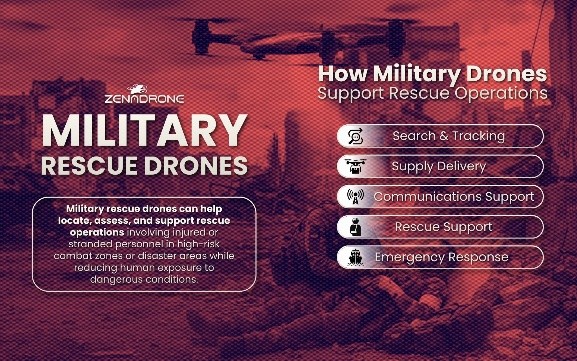 ZENADRONE
MILITARY
RESCUE DRONES
Military rescue drones can help
locate, assess, and support rescue
operations involving injured or
stranded personnel in high-risk
combat zones or disaster areas while
reducing human exposure to
dangerous conditions.
How Military Drones
Support Rescue Operations
Search & Tracking
Supply Delivery
Communications Support
Rescue Support
Emergency Response